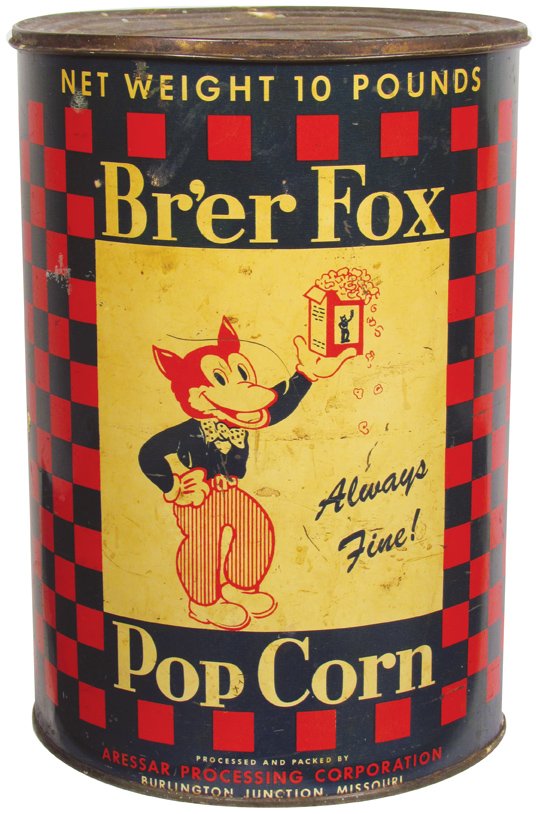 NET WEIGHT 10 POUNDS
Br'er Fox
Always
Fine!
Pop Corn
PROCESSED AND PACKED BY
ARESSAR PROCESSING CORPORATION
BURLINGTON JUNCTION, MISSOURI